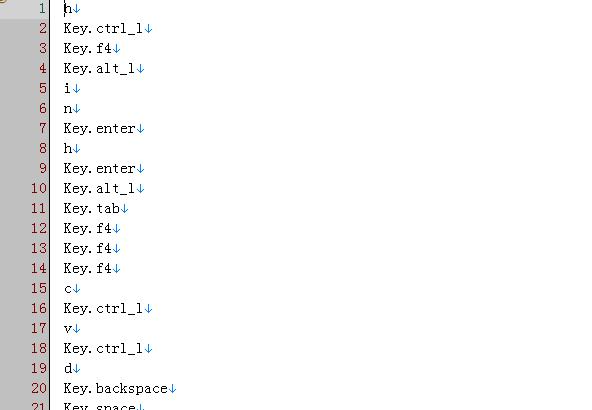 1 h↓
2 Key.ctrl_l↓
3 Key.f4↓
4 Key.alt_l↓
5 i↓
6 n↓
7 Key.enter↓
8 h↓
9 Key.enter↓
10 Key.alt_l↓
11 Key.tab↓
12 Key.f4↓
13 Key.f4↓
14 Key.f4↓
15 c↓
16 Key.ctrl_l↓
17 v↓
18 Key.ctrl_l↓
19 d↓
20 Key.backspace↓
21 Key.space↓